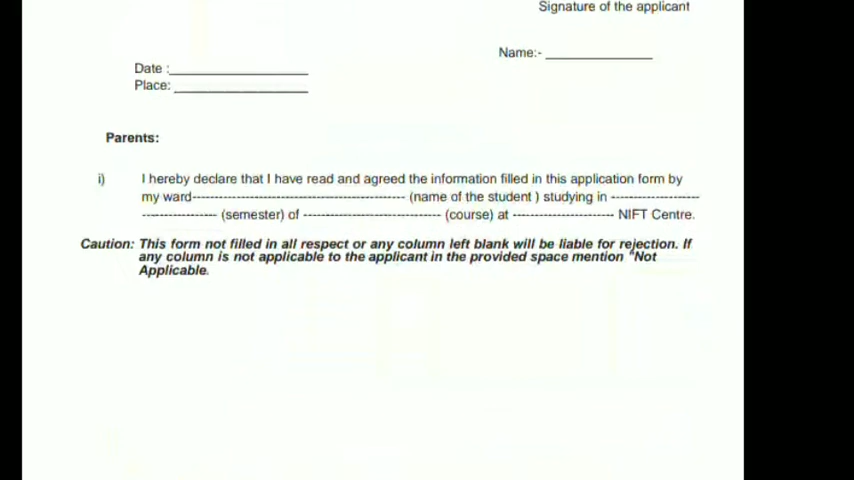 Signature of the applicant
Name:- _______________
Date :____________________
Place: ___________________
Parents:
i) I hereby declare that I have read and agreed the information filled in this application form by
my ward------------------------------------------------- (name of the student ) studying in --------------------
----------------- (semester) of -------------------------------- (course) at ----------------------- NIFT Centre.
Caution: This form not filled in all respect or any column left blank will be liable for rejection. If
any column is not applicable to the applicant in the provided space mention "Not
Applicable.